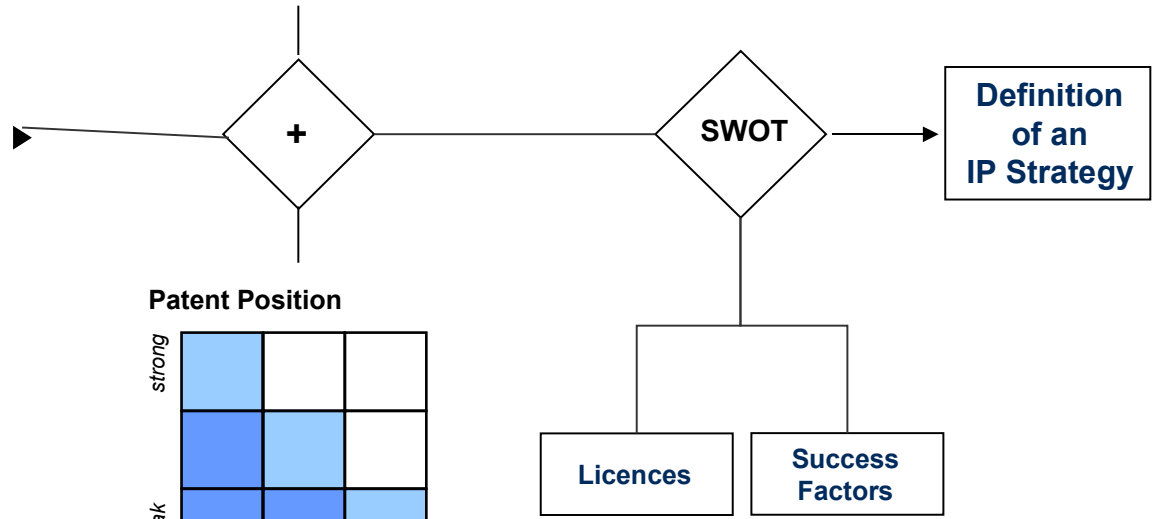 +
SWOT
Definition
of an
IP Strategy
Patent Position
strong
Licences
Success
Factors